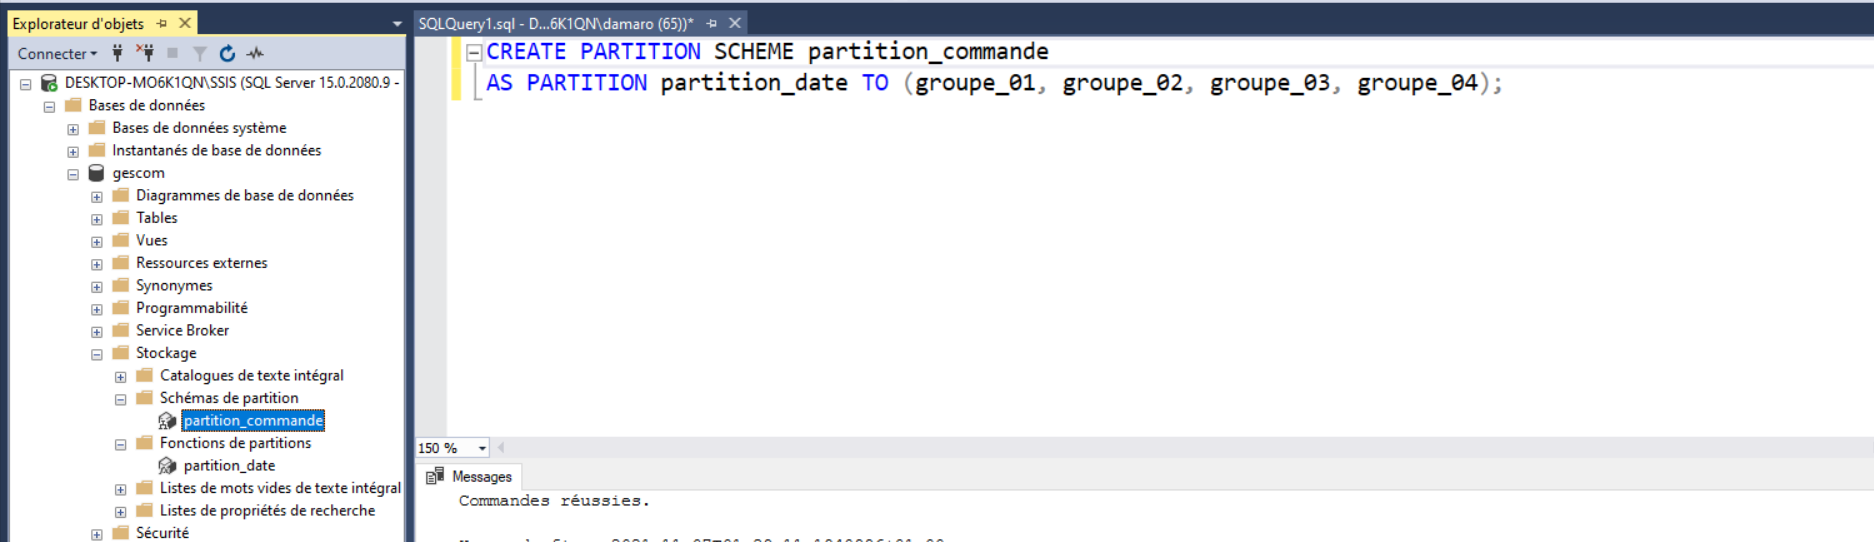 Explorateur d'objets
Connecter
DESKTOP-MO6K1QN\SSIS (SQL Server 15.0.2080.9 -
Bases de données
Bases de données système
Instantanés de base de données
gescom
Diagrammes de base de données
Tables
Vues
Ressources externes
Synonymes
Programmabilité
Service Broker
Stockage
Catalogues de texte intégral
Schémas de partition
partition_commande
Fonctions de partitions
partition_date
Listes de mots vides de texte intégral
Listes de propriétés de recherche
Sécurité
SQLQuery1.sql - D...6K1QN\damaro (65))*
CREATE PARTITION SCHEME partition_commande
AS PARTITION partition_date TO (groupe_01, groupe_02, groupe_03, groupe_04);
150 %
Messages
Commandes réussies.